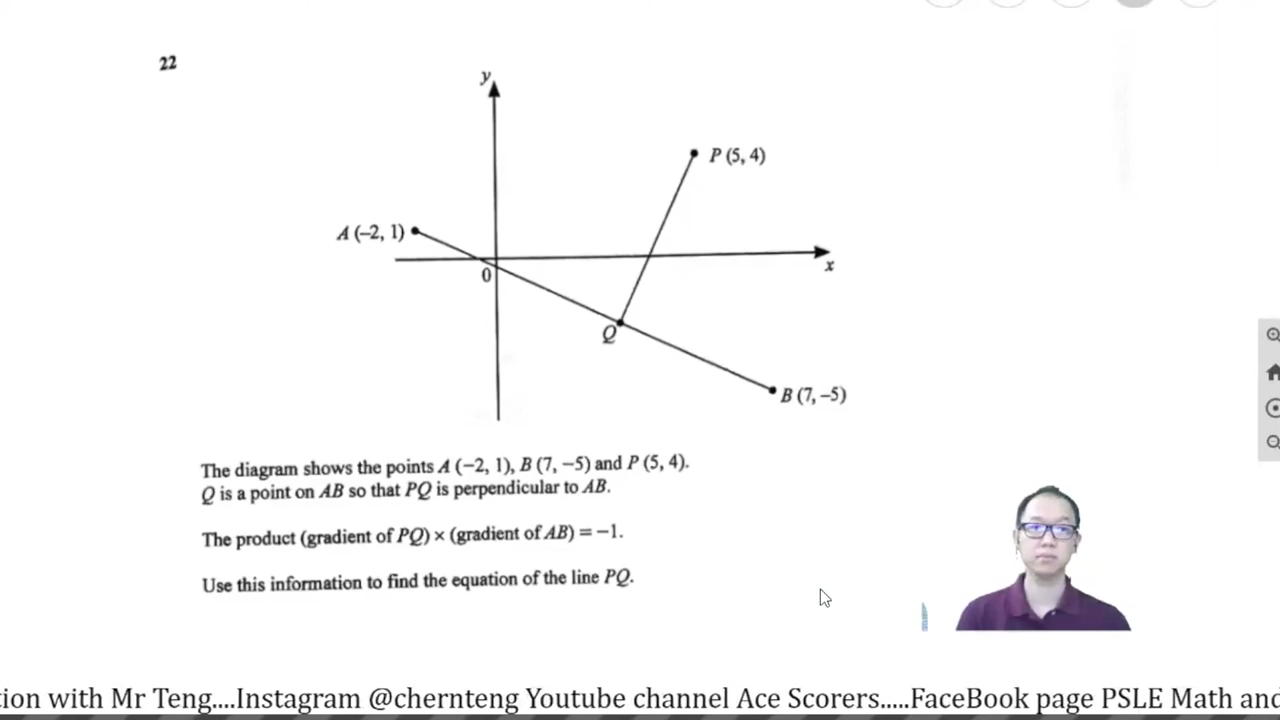 22
y
P (5, 4)
A (−2, 1)
0
x
Q
B (7, −5)
The diagram shows the points A (−2, 1), B (7, −5) and P (5, 4).
Q is a point on AB so that PQ is perpendicular to AB.
The product (gradient of PQ) × (gradient of AB) = −1.
Use this information to find the equation of the line PQ.
tion with Mr Teng....Instagram @chernteng Youtube channel Ace Scorers.....FaceBook page PSLE Math and